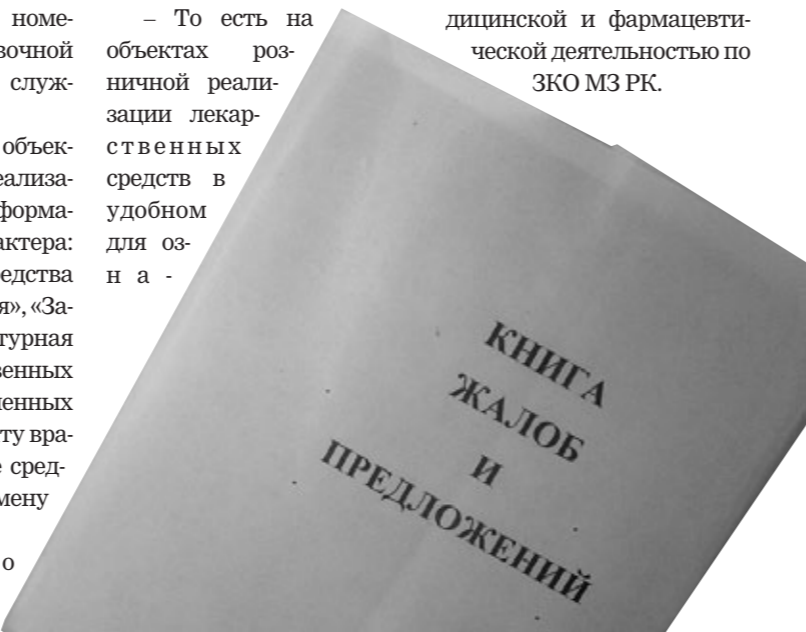 номе-
вочной
служ-
объек-
еализа-
форма-
актера:
едства
я», «За-
турная
венных
ценных
ту вра-
е сред-
мену
о
– То есть на
объектах роз-
ничной реали-
зации лекар-
ственных
средств в
удобном
для оз-
на-
дицинской и фармацевти-
ческой деятельностью по
ЗКО МЗ РК.
КНИГА
ЖАЛОБ
И
ПРЕДЛОЖЕНИЙ